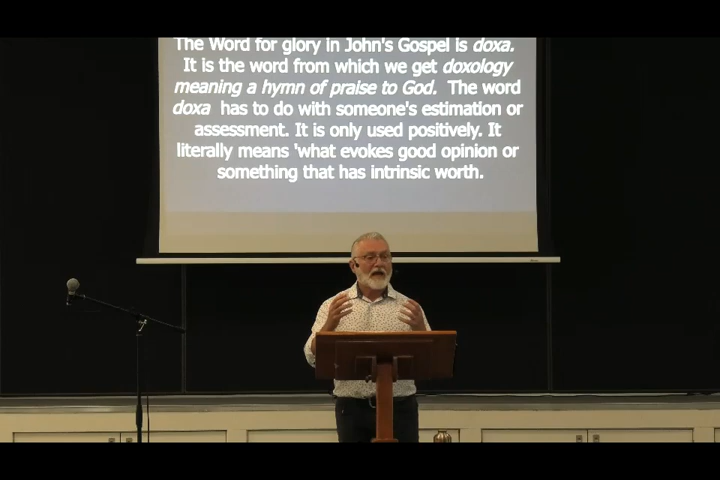 The Word for glory in John's Gospel is doxa.
It is the word from which we get doxology
meaning a hymn of praise to God. The word
doxa has to do with someone's estimation or
assessment. It is only used positively. It
literally means 'what evokes good opinion or
something that has intrinsic worth.